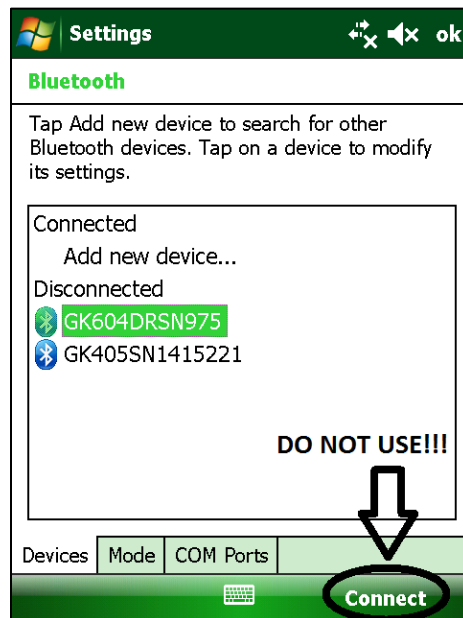 Settings ok
Bluetooth
Tap Add new device to search for other
Bluetooth devices. Tap on a device to modify
its settings.
Connected
Add new device...
Disconnected
GK604DRSN975
GK405SN1415221
DO NOT USE!!!
Devices Mode COM Ports
Connect